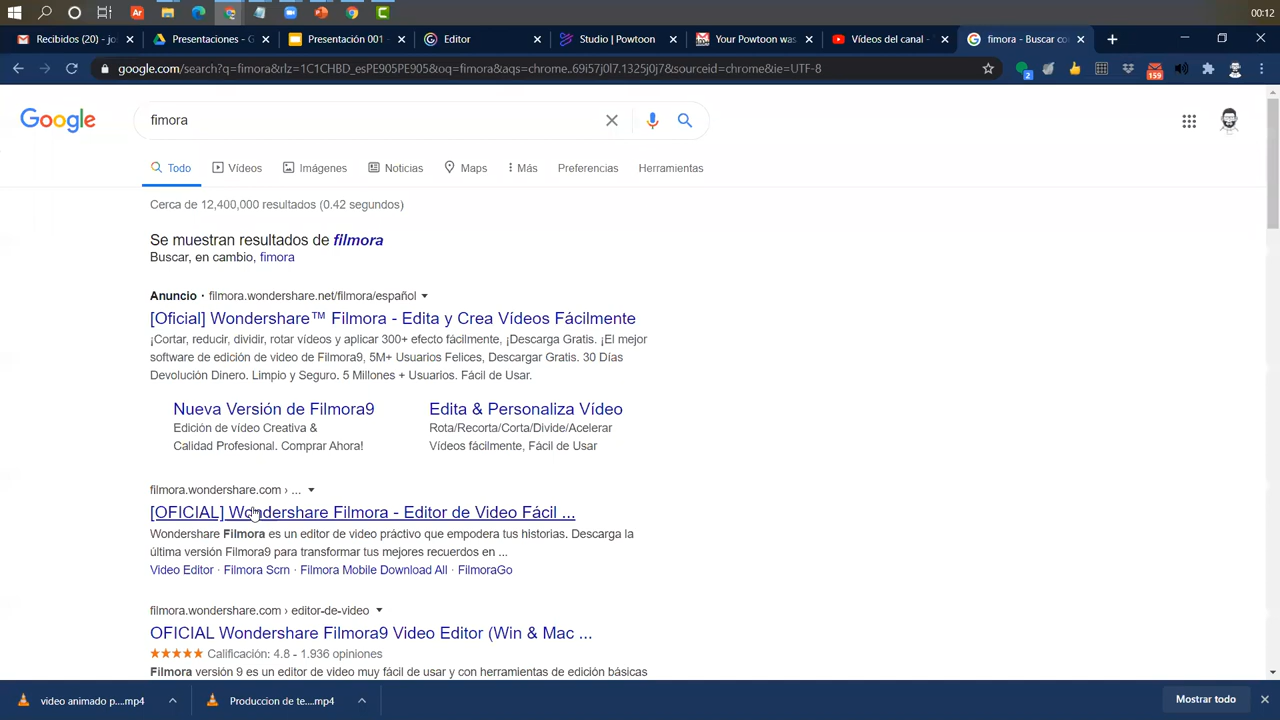 00:12
Recibidos (20) - jo
Presentaciones - G
Presentación 001 -
Editor
Studio | Powtoon
Your Powtoon was
Vídeos del canal -
fimora - Buscar co
google.com/search?q=fimora&rlz=1C1CHBD_esPE905PE905&oq=fimora&aqs=chrome..69i57j0l7.1325j0j7&sourceid=chrome&ie=UTF-8
2
159
Google
fimora
Todo
Vídeos
Imágenes
Noticias
Maps
Más
Preferencias
Herramientas
Cerca de 12,400,000 resultados (0.42 segundos)
Se muestran resultados de filmora
Buscar, en cambio, fimora
Anuncio · filmora.wondershare.net/filmora/español
[Oficial] Wondershare™ Filmora - Edita y Crea Vídeos Fácilmente
¡Cortar, reducir, dividir, rotar vídeos y aplicar 300+ efecto fácilmente, ¡Descarga Gratis. ¡El mejor
software de edición de video de Filmora9, 5M+ Usuarios Felices, Descargar Gratis. 30 Días
Devolución Dinero. Limpio y Seguro. 5 Millones + Usuarios. Fácil de Usar.
Nueva Versión de Filmora9
Edición de vídeo Creativa &
Calidad Profesional. Comprar Ahora!
Edita & Personaliza Vídeo
Rota/Recorta/Corta/Divide/Acelerar
Vídeos fácilmente, Fácil de Usar
filmora.wondershare.com › ...
[OFICIAL] Wondershare Filmora - Editor de Video Fácil ...
Wondershare Filmora es un editor de video práctivo que empodera tus historias. Descarga la
última versión Filmora9 para transformar tus mejores recuerdos en ...
Video Editor · Filmora Scrn · Filmora Mobile Download All · FilmoraGo
filmora.wondershare.com › editor-de-video
OFICIAL Wondershare Filmora9 Video Editor (Win & Mac ...
Calificación: 4.8 - 1.936 opiniones
Filmora versión 9 es un editor de video muy fácil de usar y con herramientas de edición básicas
video animado p....mp4
Produccion de te....mp4
Mostrar todo